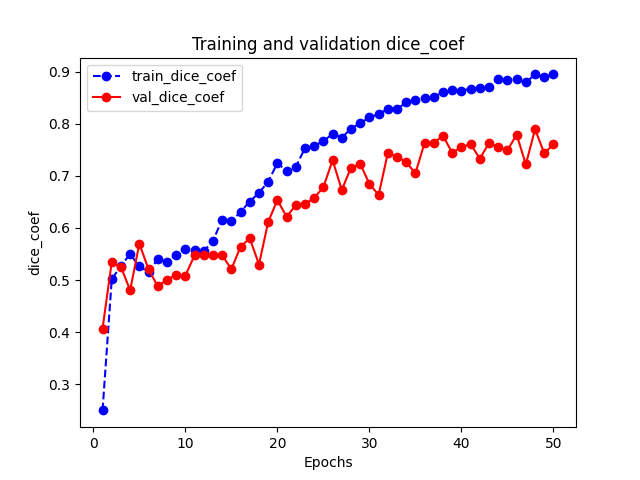 Training and validation dice_coef
train_dice_coef
val_dice_coef
dice_coef
0.9
0.8
0.7
0.6
0.5
0.4
0.3
0 10 20 30 40 50
Epochs